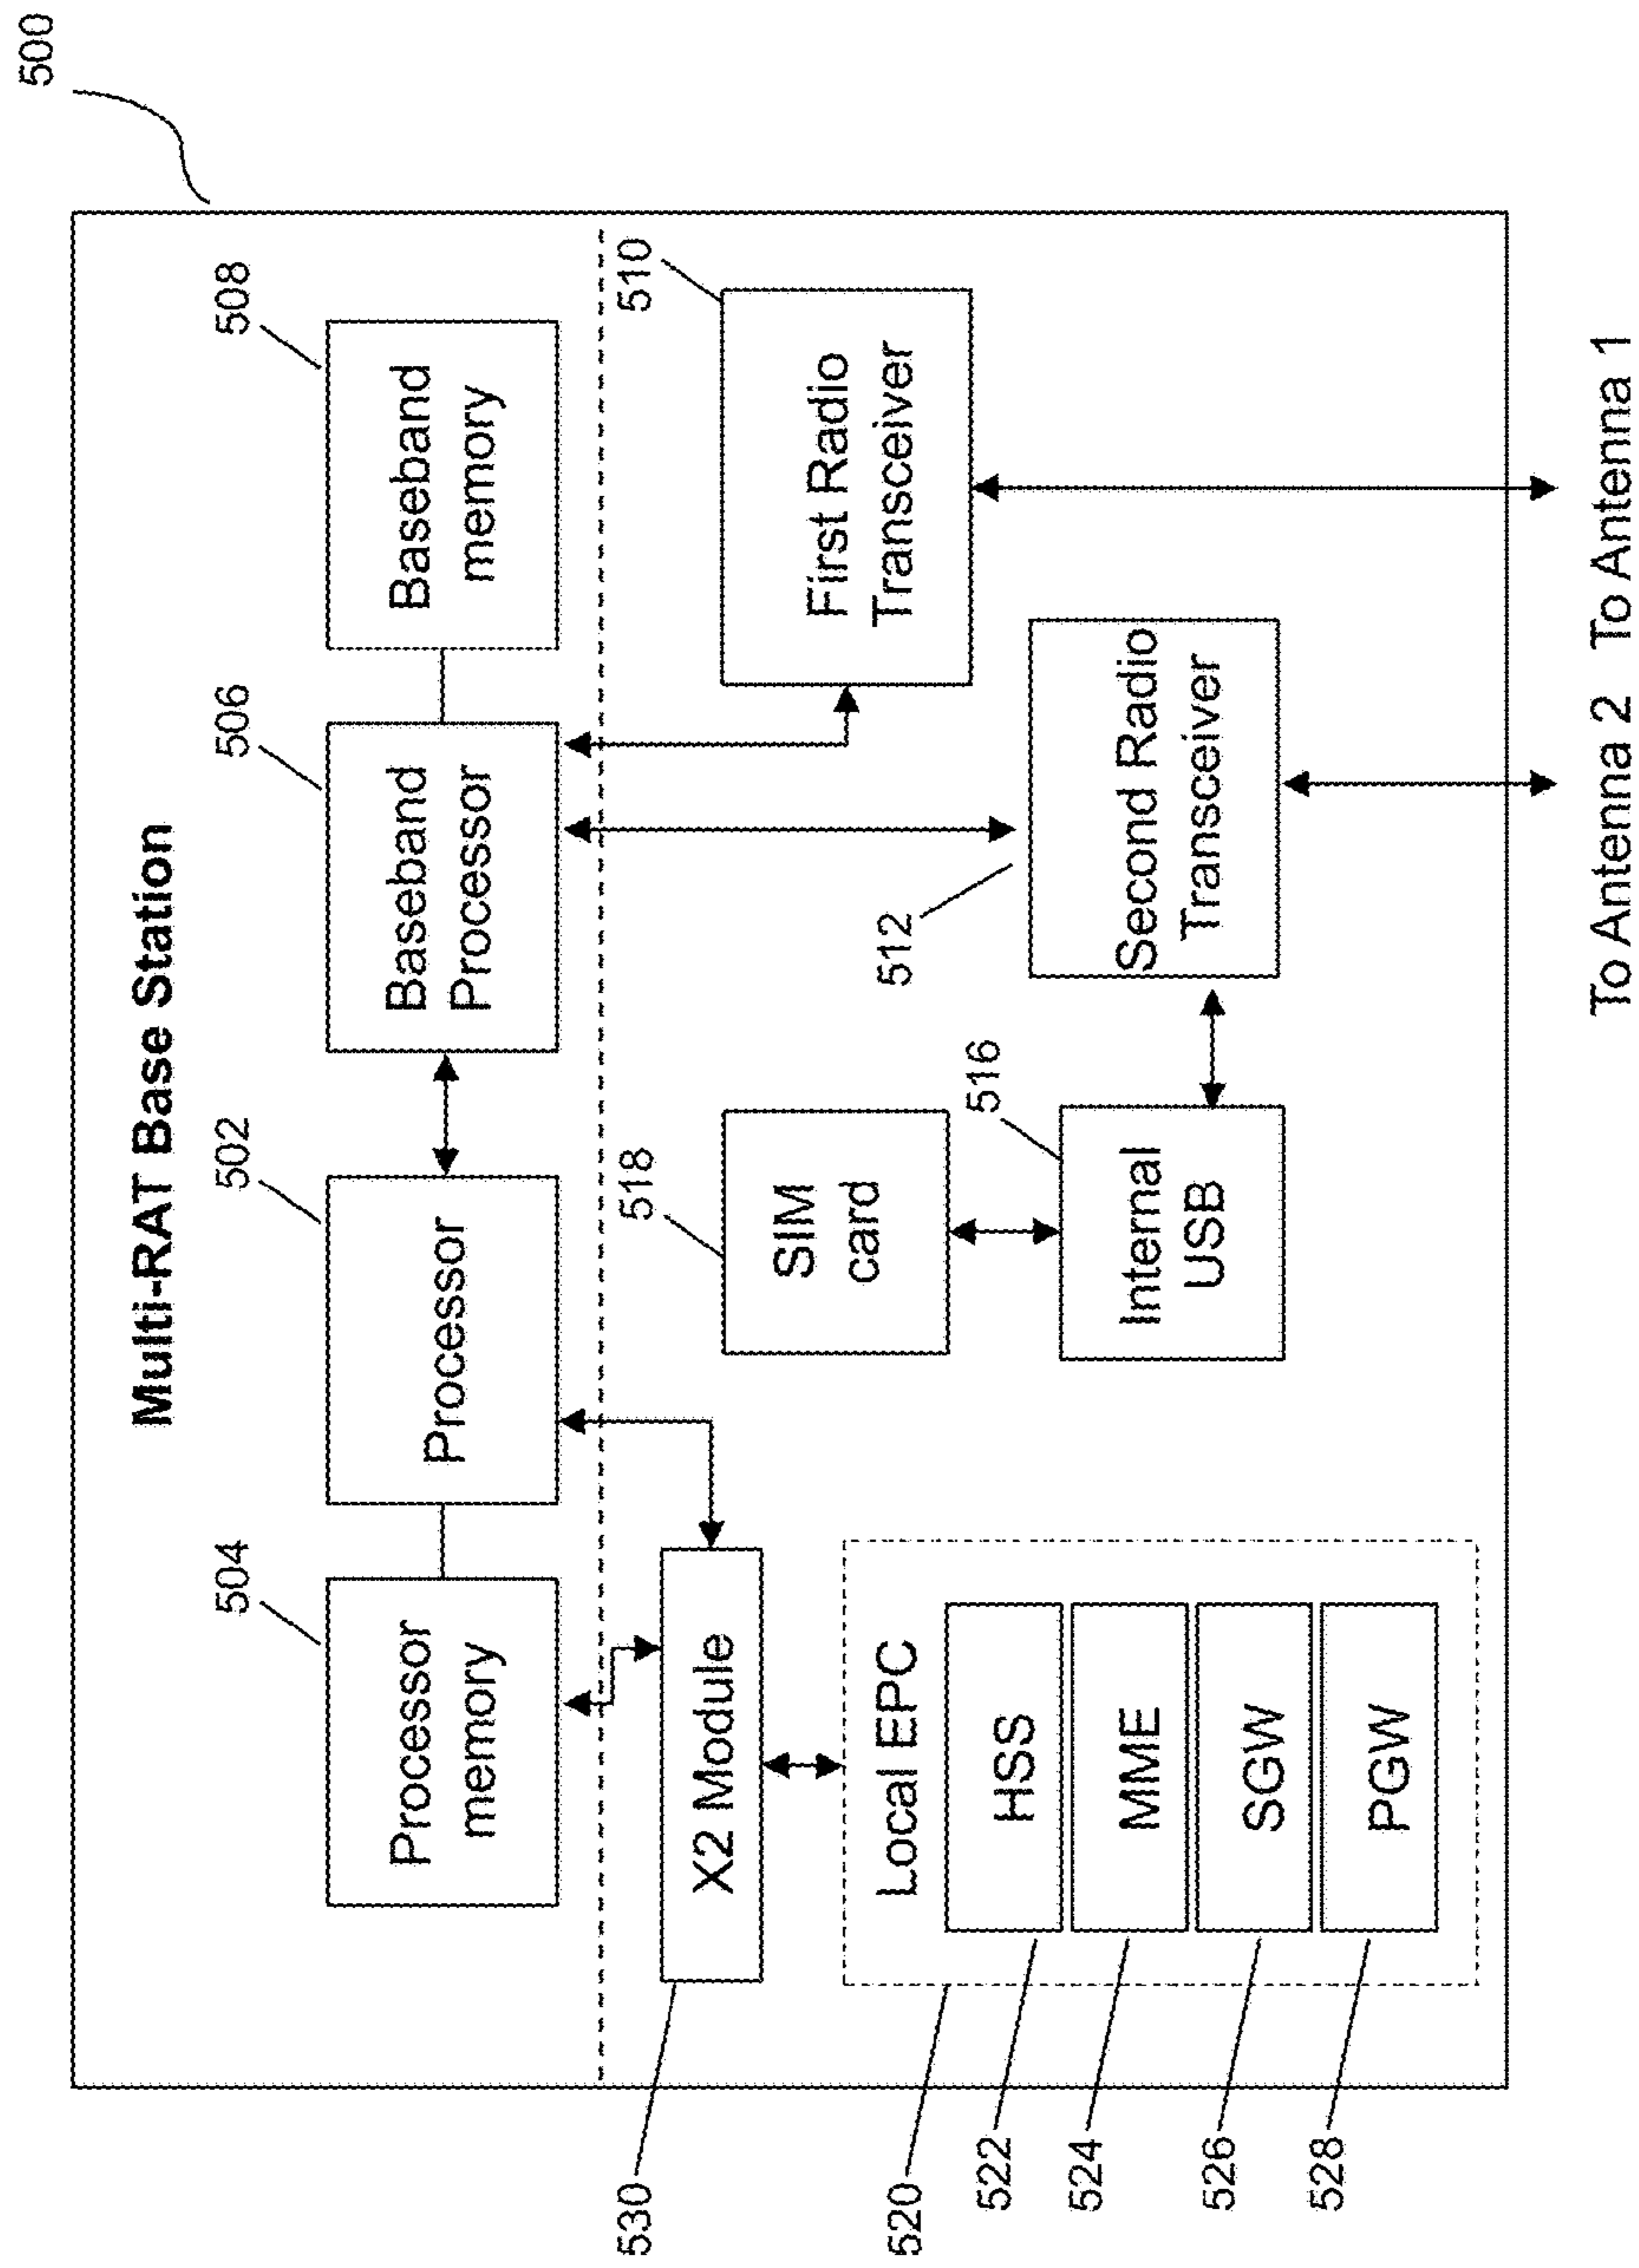 500
Multi-RAT Base Station
504
502
506
508
Processor
memory
Processor
Baseband
Processor
Baseband
memory
530
X2 Module
518
SIM
card
510
First Radio
Transceiver
512
516
Internal
USB
Second Radio
Transceiver
520
Local EPC
522
HSS
524
MME
526
SGW
528
PGW
To Antenna 2
To Antenna 1